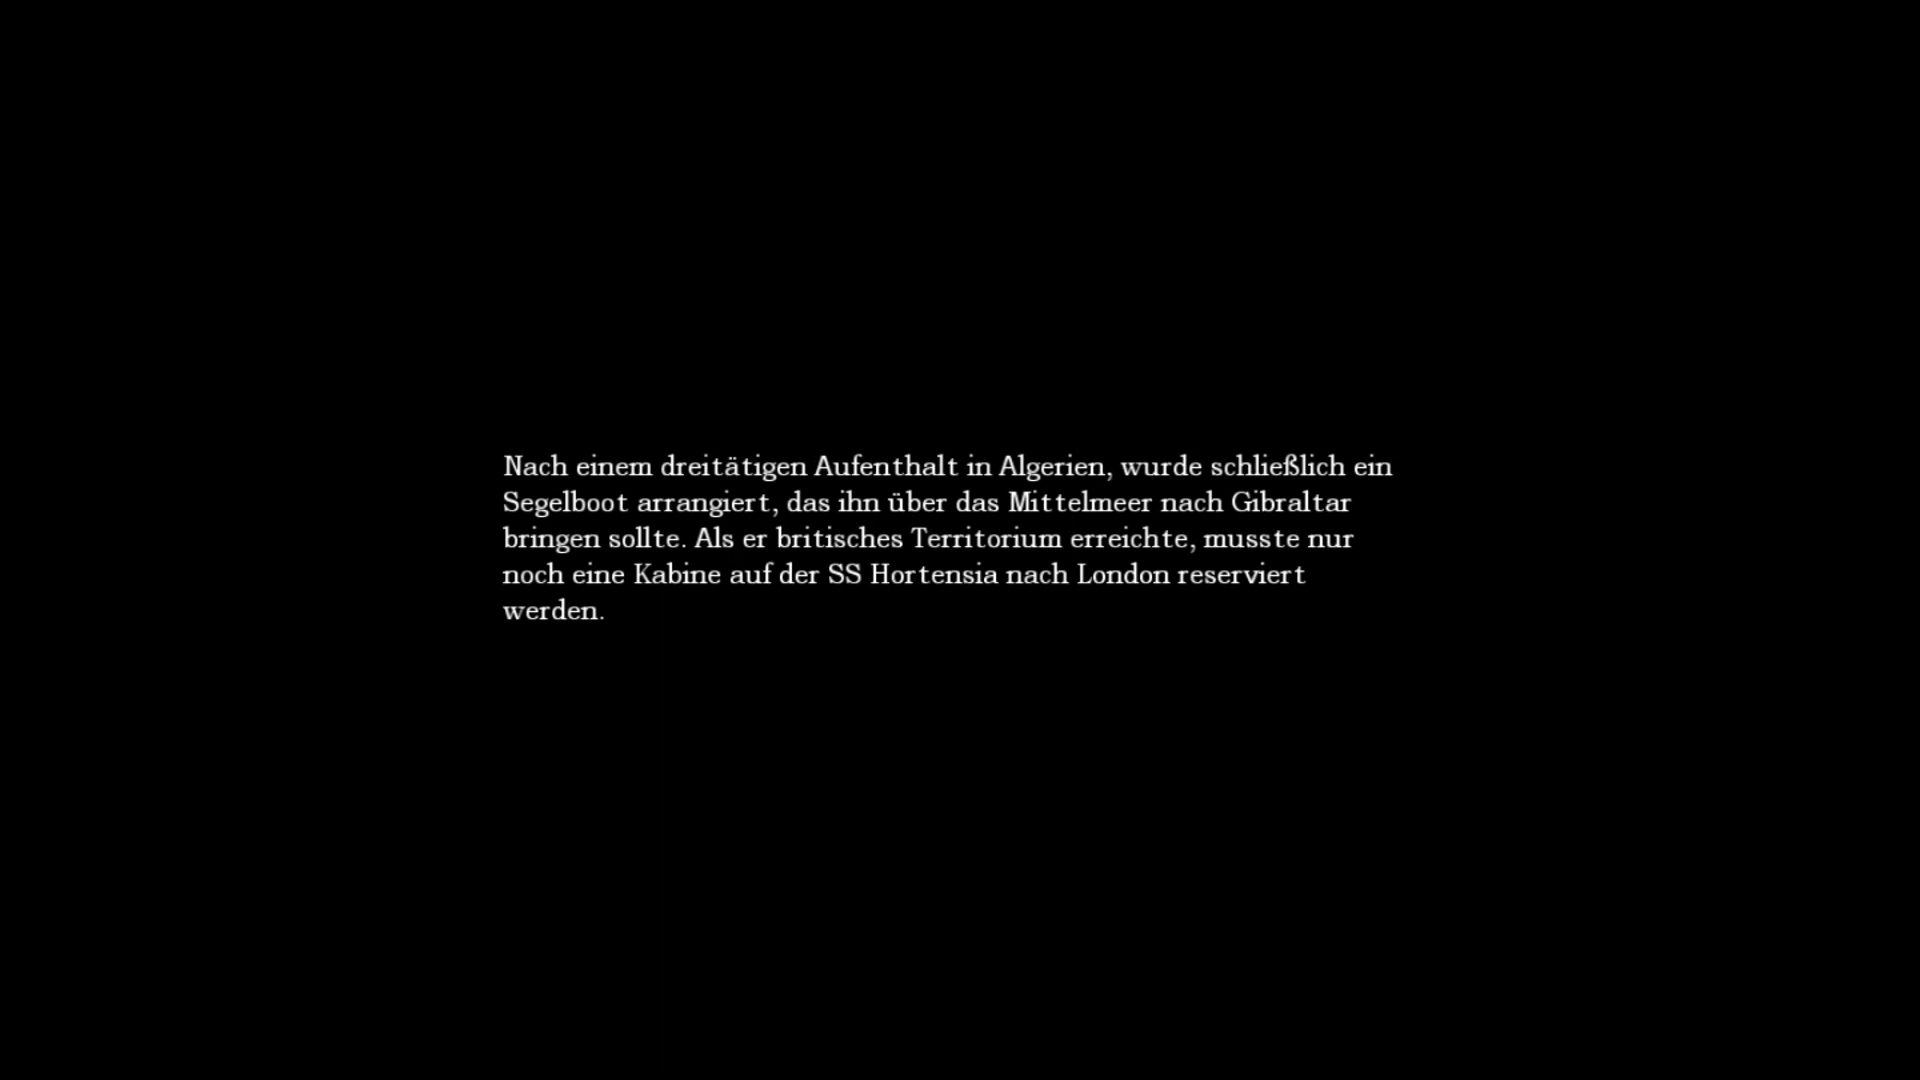 Nach einem dreitätigen Aufenthalt in Algerien, wurde schließlich ein
Segelboot arrangiert, das ihn über das Mittelmeer nach Gibraltar
bringen sollte. Als er britisches Territorium erreichte, musste nur
noch eine Kabine auf der SS Hortensia nach London reserviert
werden.